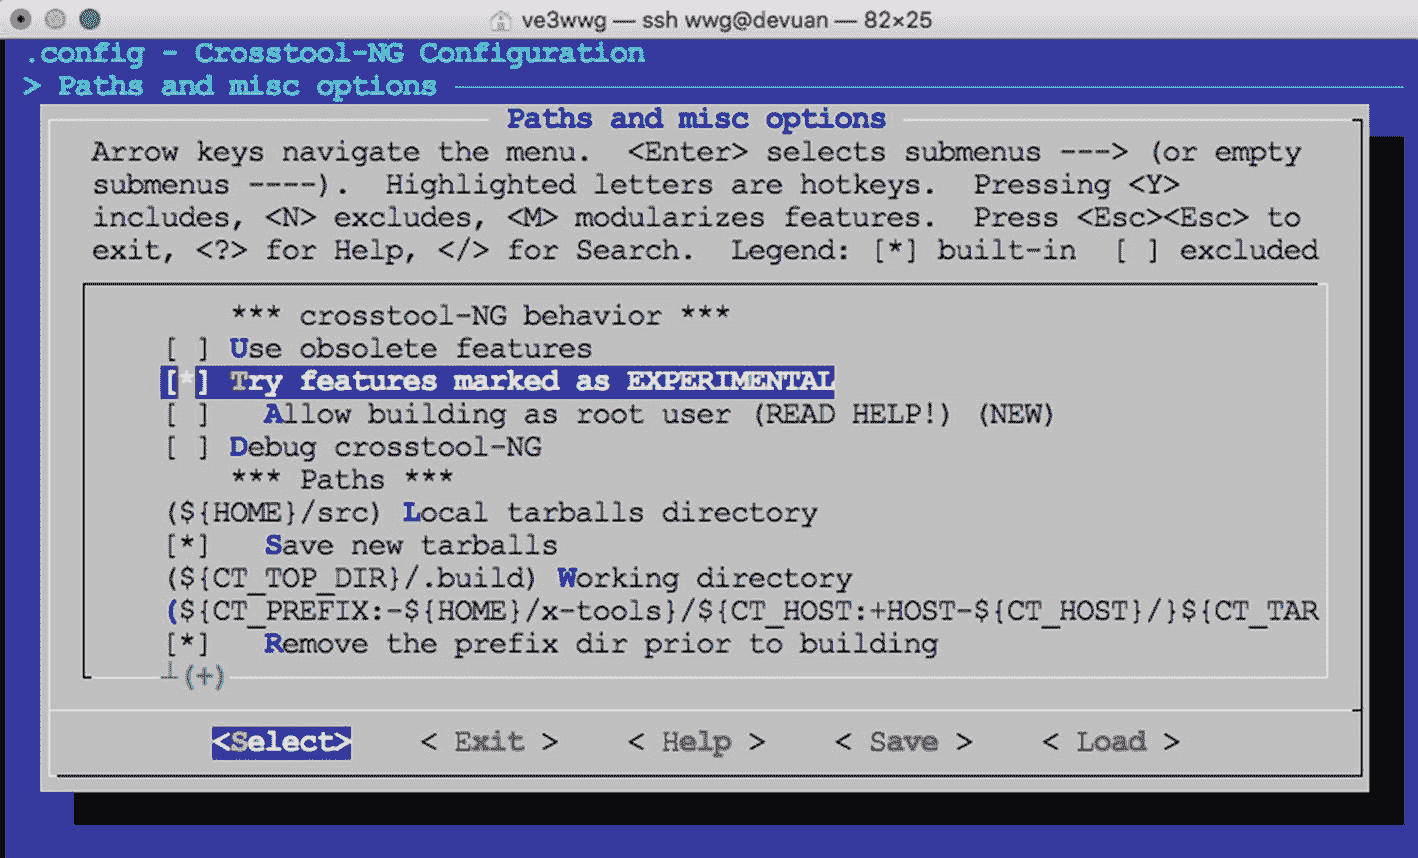 ve3wwg — ssh wwg@devuan — 82×25
.config - Crosstool-NG Configuration
> Paths and misc options
Paths and misc options
Arrow keys navigate the menu.  <Enter> selects submenus ---> (or empty
submenus ----).  Highlighted letters are hotkeys.  Pressing <Y>
includes, <N> excludes, <M> modularizes features.  Press <Esc><Esc> to
exit, <?> for Help, </> for Search.  Legend: [*] built-in  [ ] excluded
*** crosstool-NG behavior ***
[ ] Use obsolete features
[*] Try features marked as EXPERIMENTAL
[ ]   Allow building as root user (READ HELP!) (NEW)
[ ] Debug crosstool-NG
*** Paths ***
(${HOME}/src) Local tarballs directory
[*]   Save new tarballs
(${CT_TOP_DIR}/.build) Working directory
(${CT_PREFIX:-${HOME}/x-tools}/${CT_HOST:+HOST-${CT_HOST}/}${CT_TAR
[*]   Remove the prefix dir prior to building
┴(+)
<Select>    < Exit >    < Help >    < Save >    < Load >